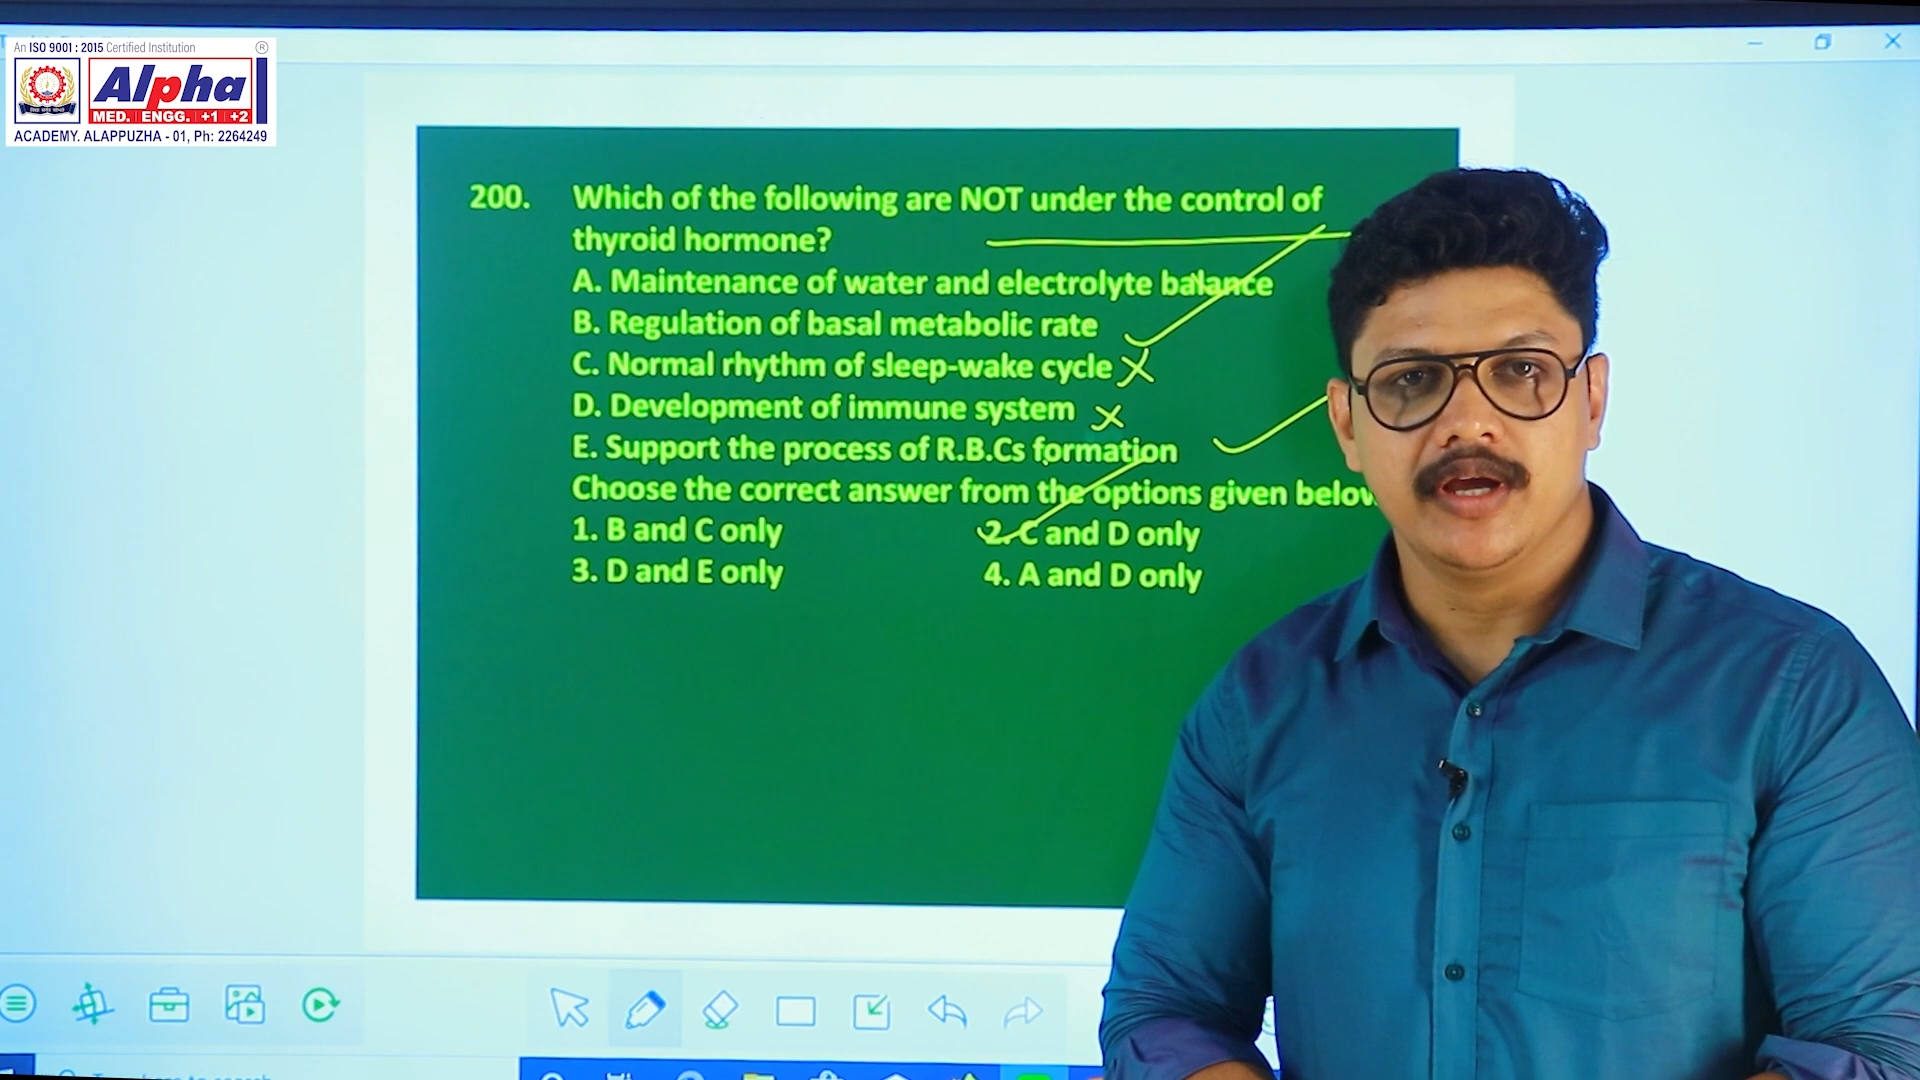 An ISO 9001 : 2015 Certified Institution ®
Alpha
MED. ENGG. +1 +2
ACADEMY. ALAPPUZHA - 01, Ph: 2264249
200. Which of the following are NOT under the control of
thyroid hormone?
A. Maintenance of water and electrolyte balance
B. Regulation of basal metabolic rate
C. Normal rhythm of sleep-wake cycle
D. Development of immune system
E. Support the process of R.B.Cs formation
Choose the correct answer from the options given
1. B and C only 2. C and D only
3. D and E only 4. A and D only